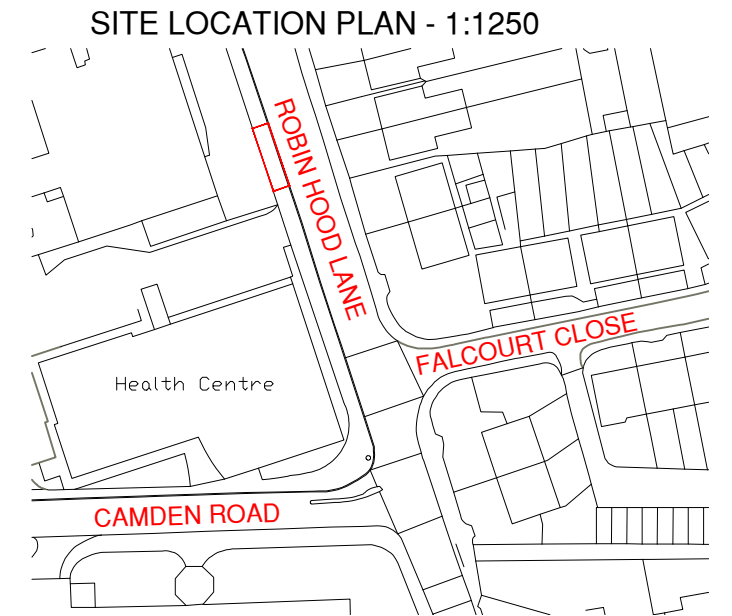 SITE LOCATION PLAN - 1:1250
ROBIN HOOD LANE
FALCOURT CLOSE
Health Centre
CAMDEN ROAD